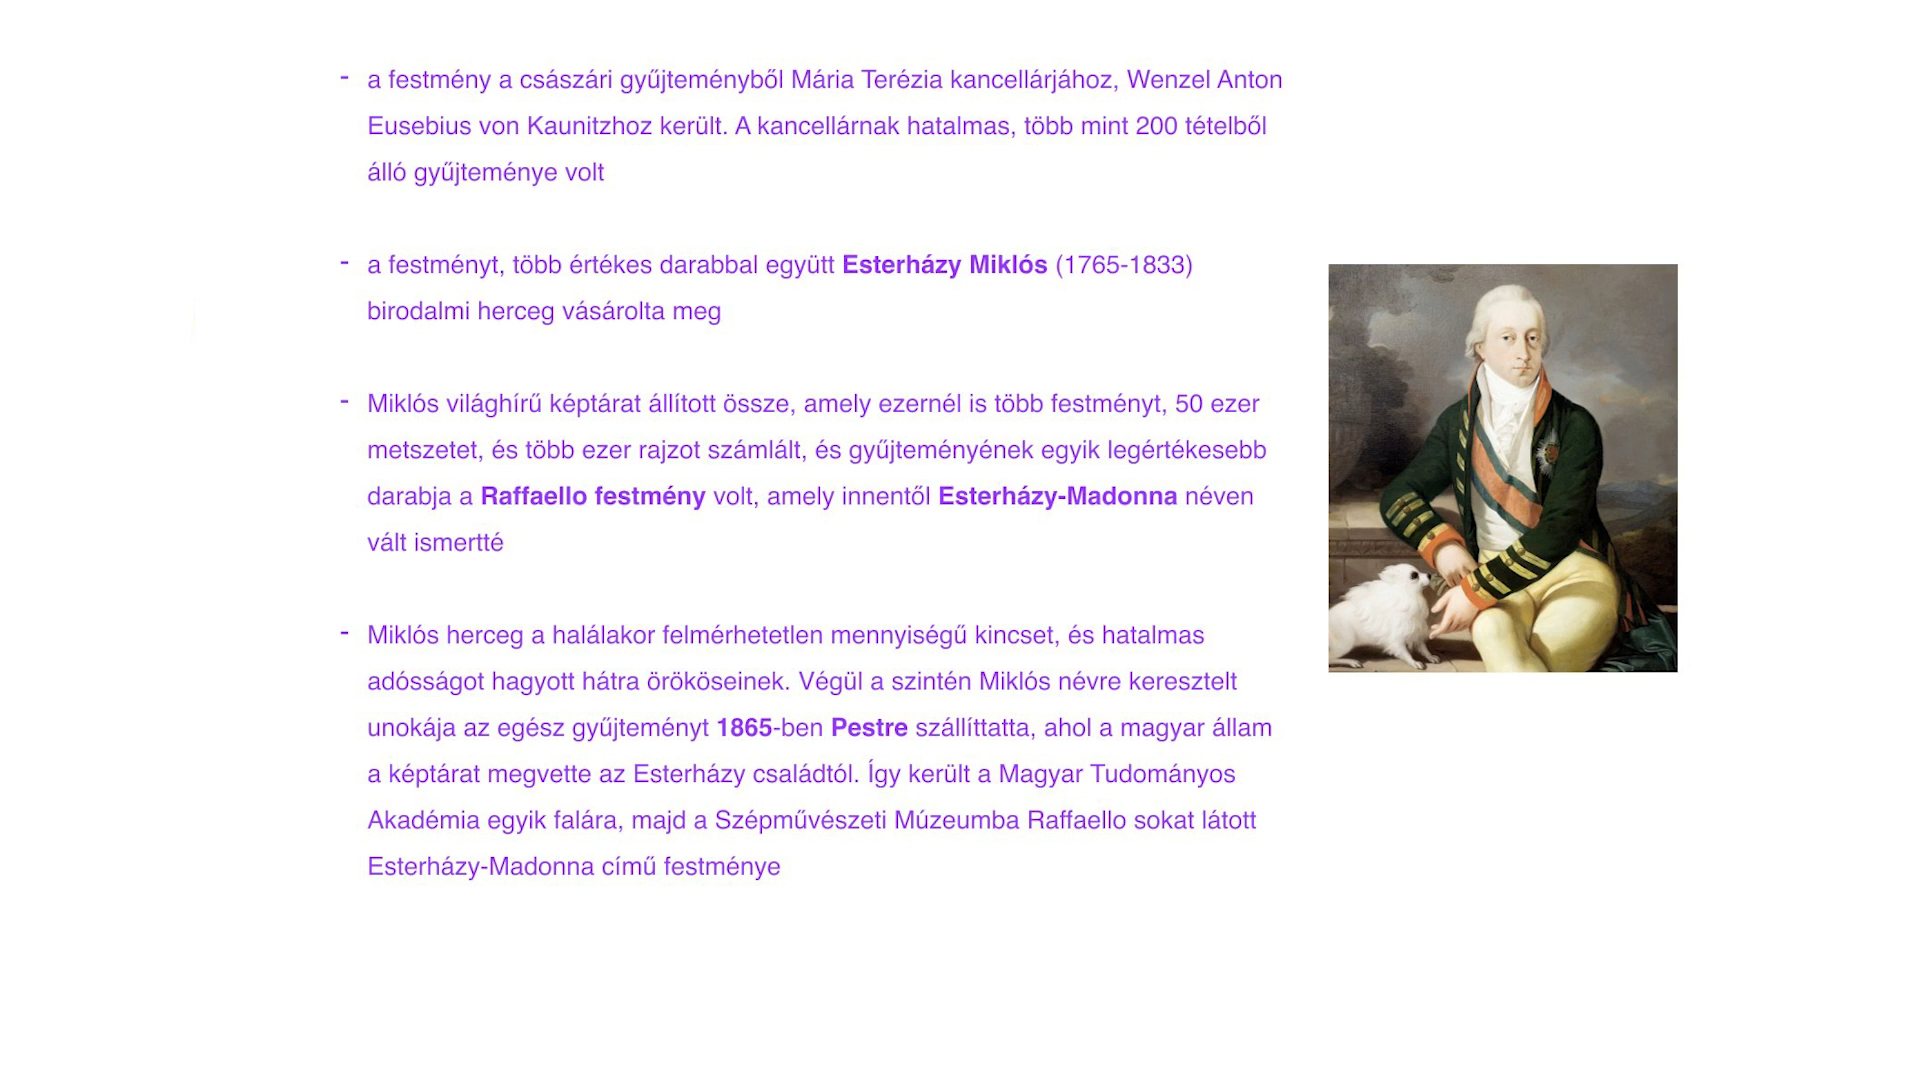 - a festmény a császári gyűjteményből Mária Terézia kancellárjához, Wenzel Anton
Eusebius von Kaunitzhoz került. A kancellárnak hatalmas, több mint 200 tételből
álló gyűjteménye volt
- a festményt, több értékes darabbal együtt Esterházy Miklós (1765-1833)
birodalmi herceg vásárolta meg
- Miklós világhírű képtárat állított össze, amely ezernél is több festményt, 50 ezer
metszetet, és több ezer rajzot számlált, és gyűjteményének egyik legértékesebb
darabja a Raffaello festmény volt, amely innentől Esterházy-Madonna néven
vált ismertté
- Miklós herceg a halálakor felmérhetetlen mennyiségű kincset, és hatalmas
adósságot hagyott hátra örököseinek. Végül a szintén Miklós névre keresztelt
unokája az egész gyűjteményt 1865-ben Pestre szállíttatta, ahol a magyar állam
a képtárat megvette az Esterházy családtól. Így került a Magyar Tudományos
Akadémia egyik falára, majd a Szépművészeti Múzeumba Raffaello sokat látott
Esterházy-Madonna című festménye